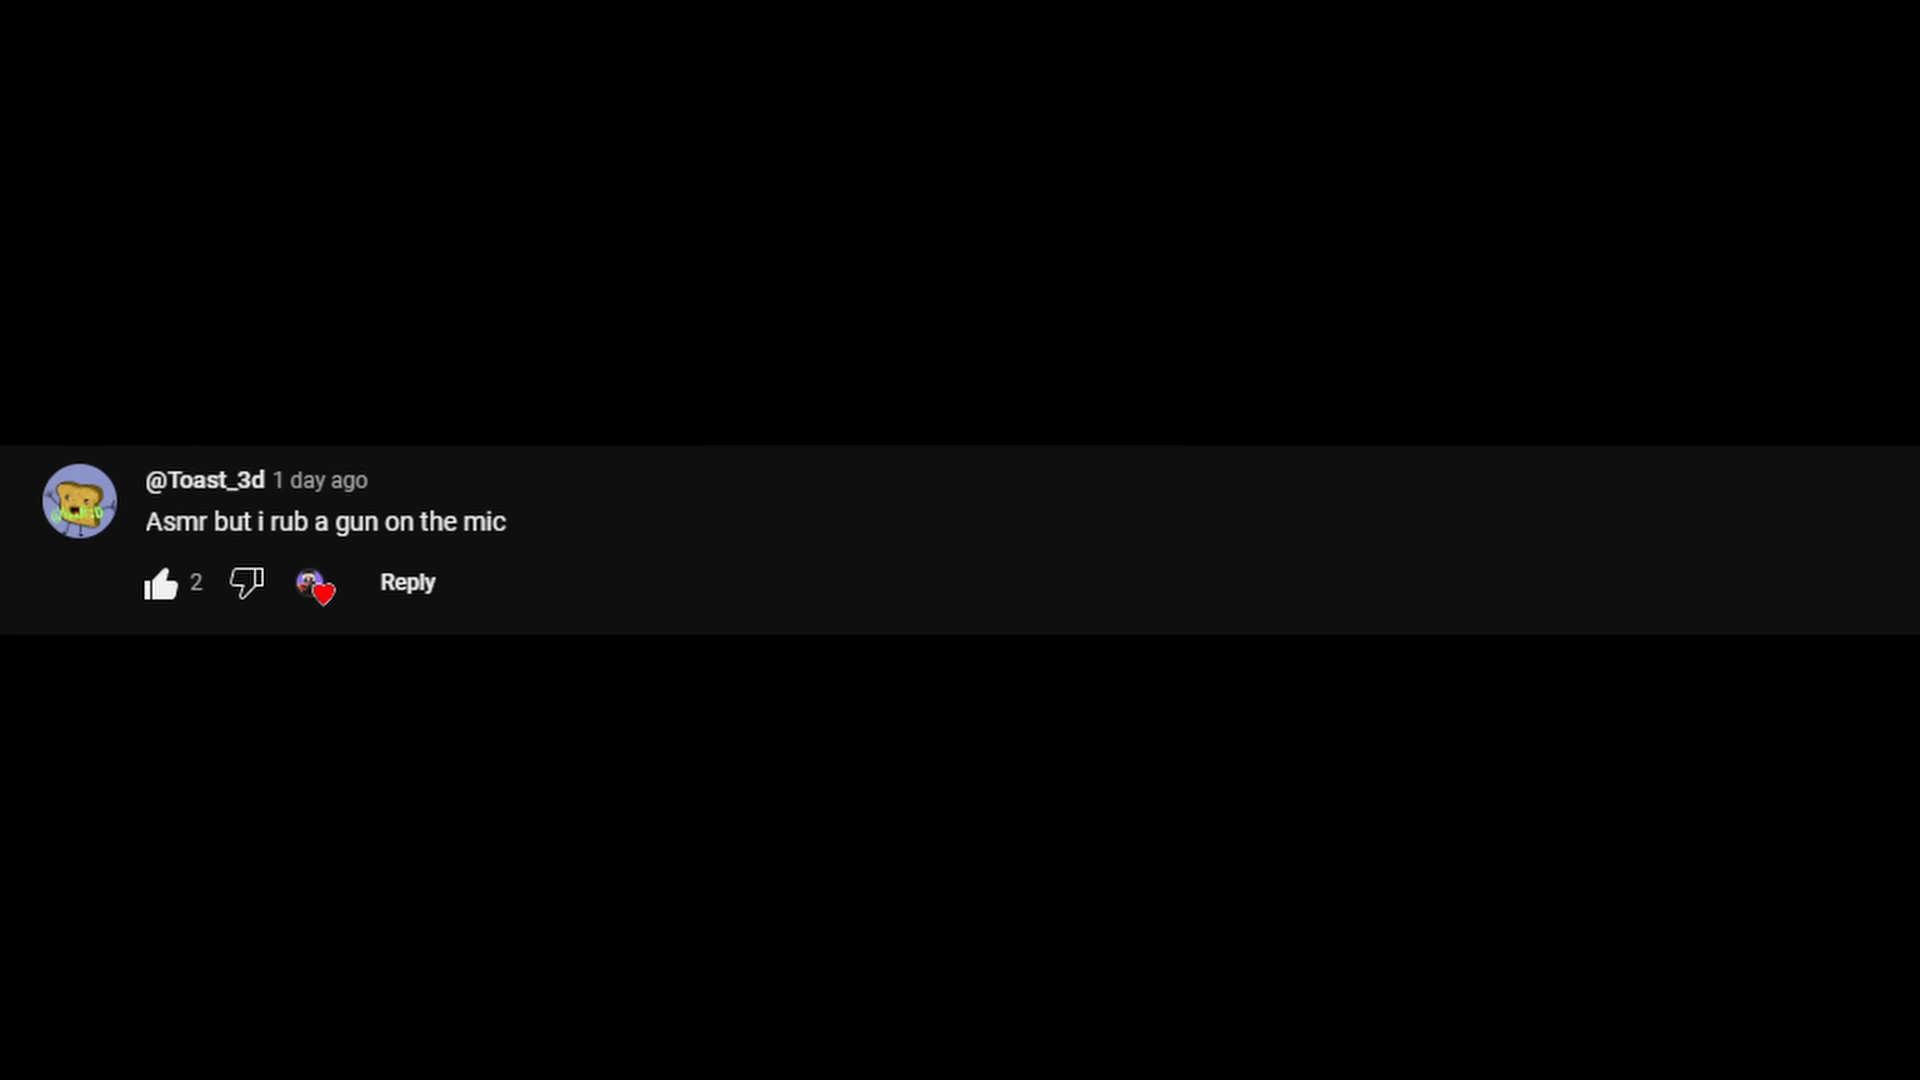 @Toast_3d 1 day ago
Asmr but i rub a gun on the mic
2 Reply